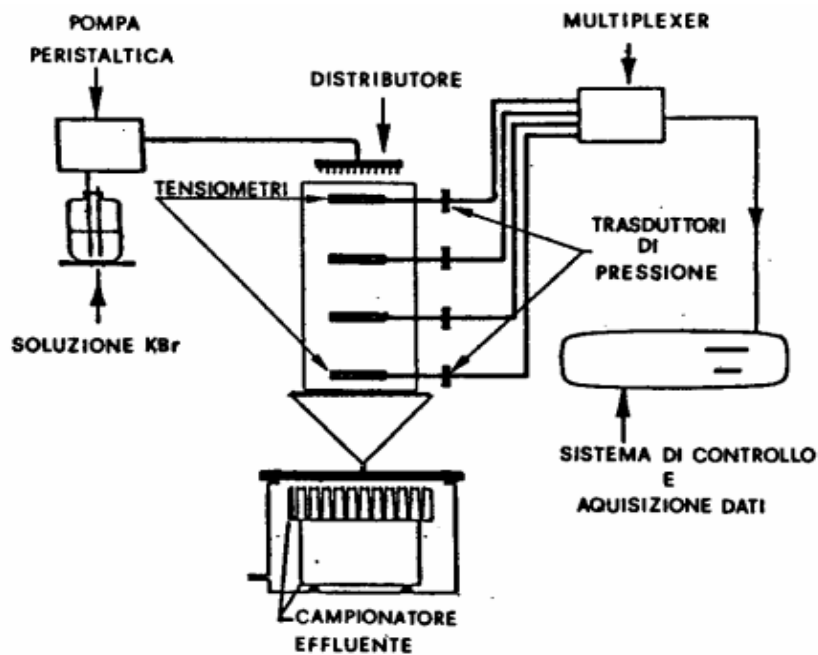 POMPA
PERISTALTICA
DISTRIBUTORE
MULTIPLEXER
TENSIOMETRI
TRASDUTTORI
DI
PRESSIONE
SOLUZIONE KBr
SISTEMA DI CONTROLLO
E
AQUISIZIONE DATI
CAMPIONATORE
EFFLUENTE